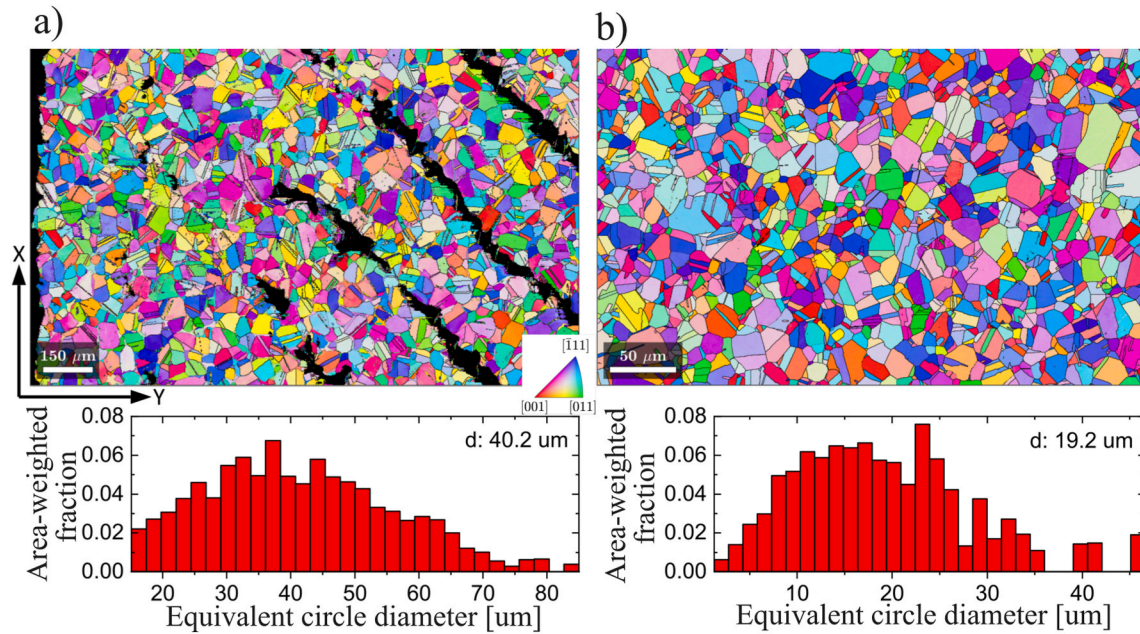 a)
b)
X
Y
150 μm
[1̄11]
[001]
[011]
50 μm
Area-weighted
fraction
0.08
0.06
0.04
0.02
0.00
d: 40.2 um
20
30
40
50
60
70
80
Equivalent circle diameter [um]
Area-weighted
fraction
0.08
0.06
0.04
0.02
0.00
d: 19.2 um
10
20
30
40
Equivalent circle diameter [um]